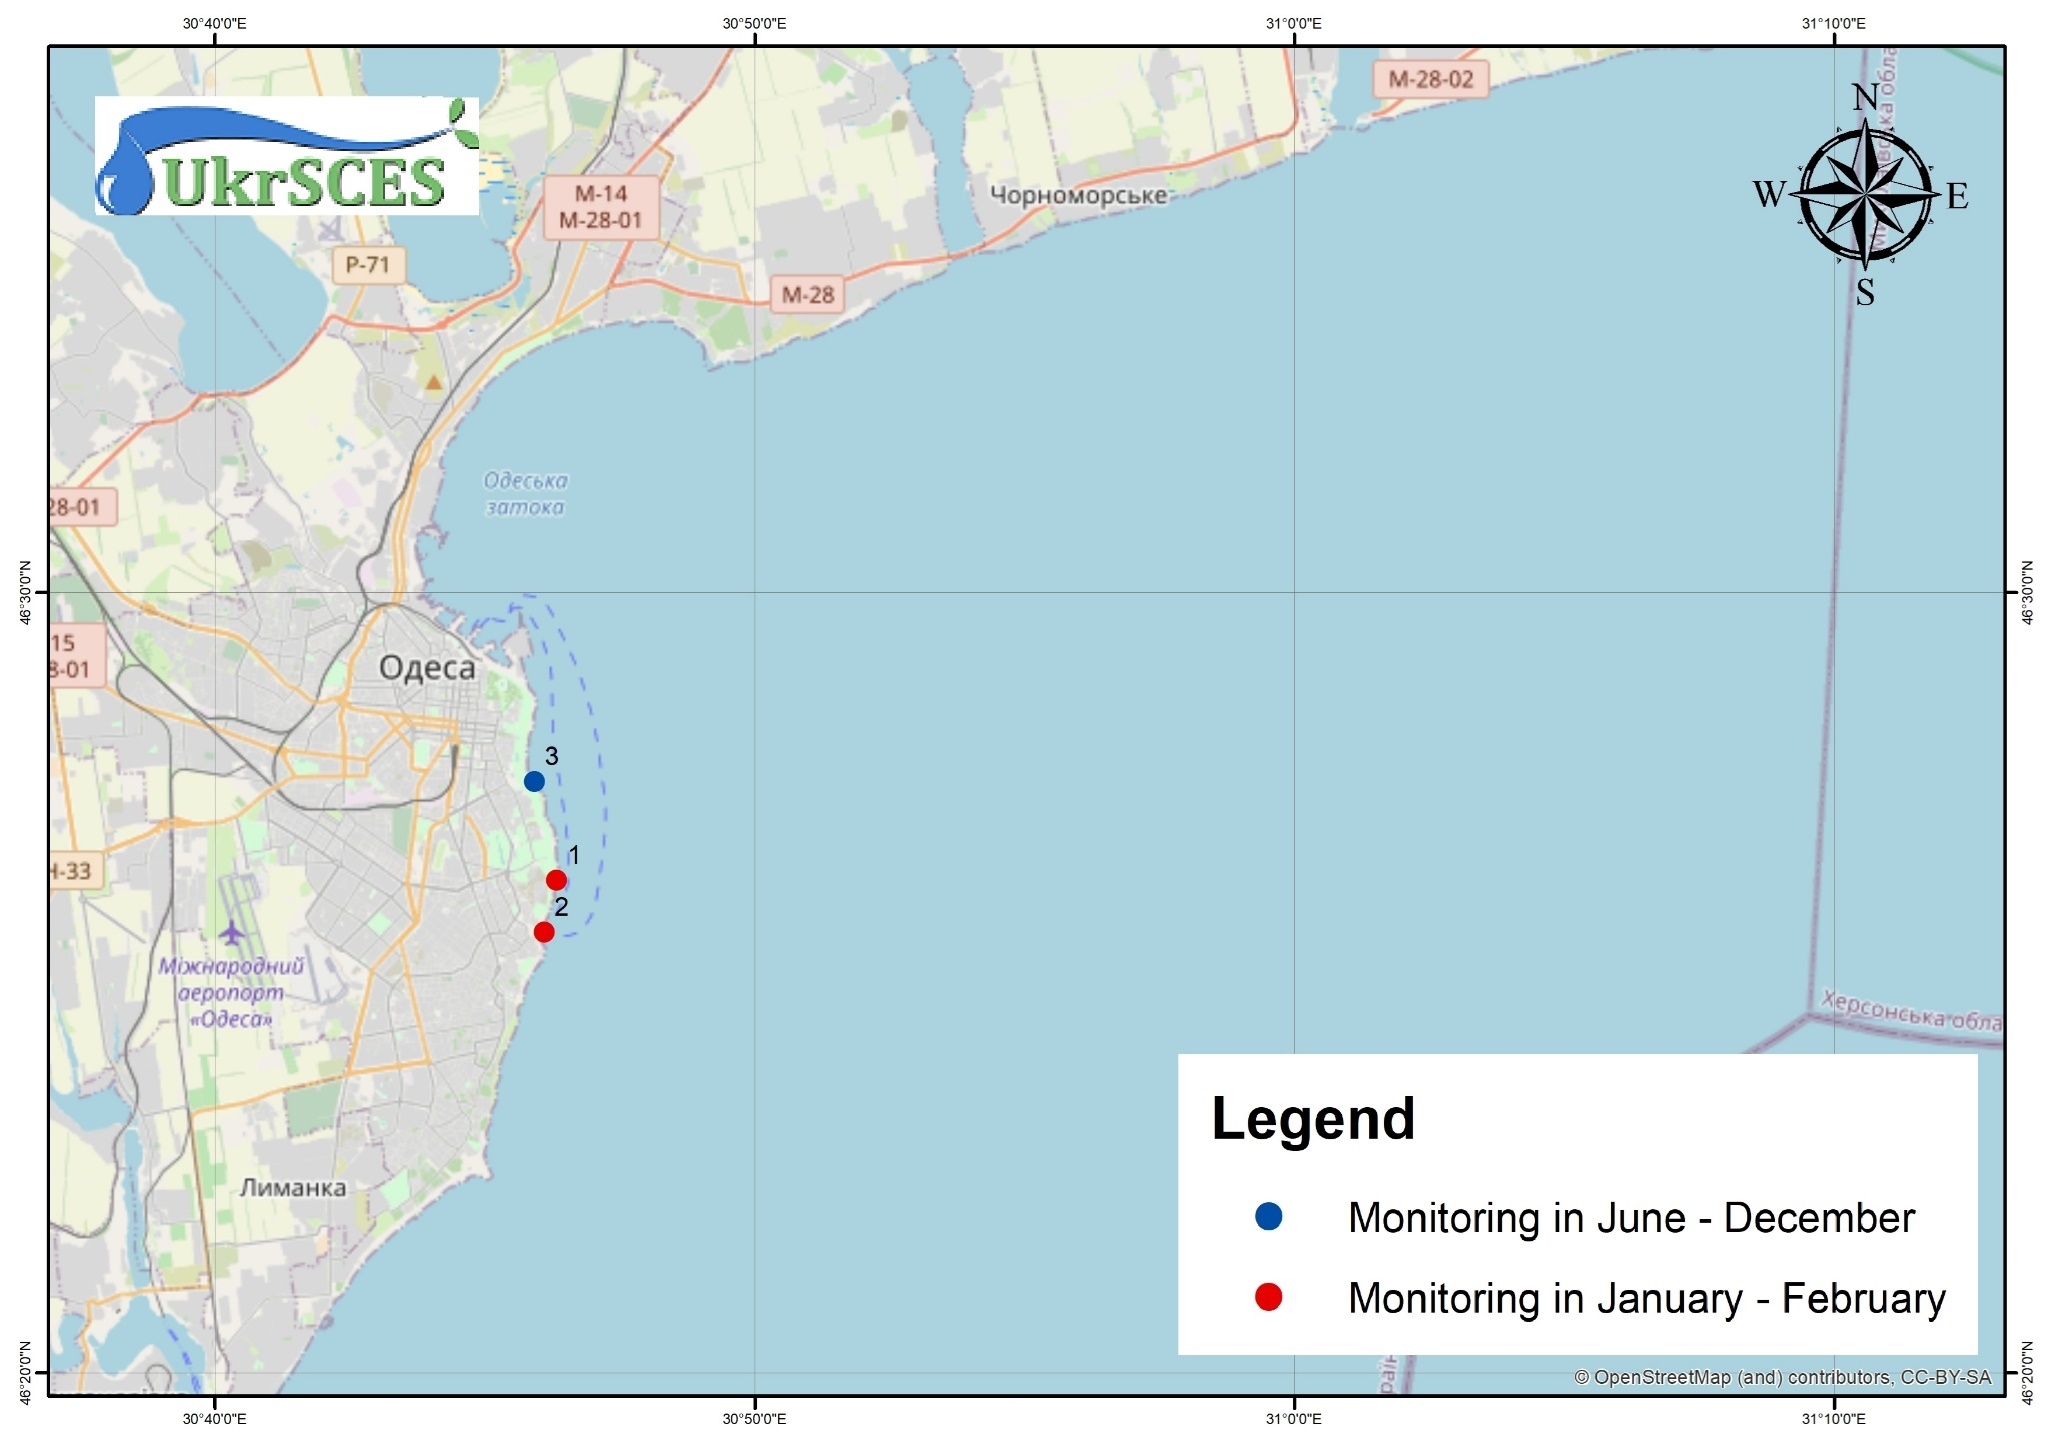 30°40'0"E
30°50'0"E
31°0'0"E
31°10'0"E
UkrSCES
M-28-02
N
W
E
S
Чорноморське
M-14
M-28-01
P-71
M-28
Одеська
затока
28-01
46°30'0"N
46°30'0"N
15
Одеса
3
1
2
Н-33
Міжнародний
аеропорт
«Одеса»
Херсонська обла
Лиманка
Legend
Monitoring in June - December
Monitoring in January - February
46°20'0"N
46°20'0"N
© OpenStreetMap (and) contributors, CC-BY-SA
30°40'0"E
30°50'0"E
31°0'0"E
31°10'0"E